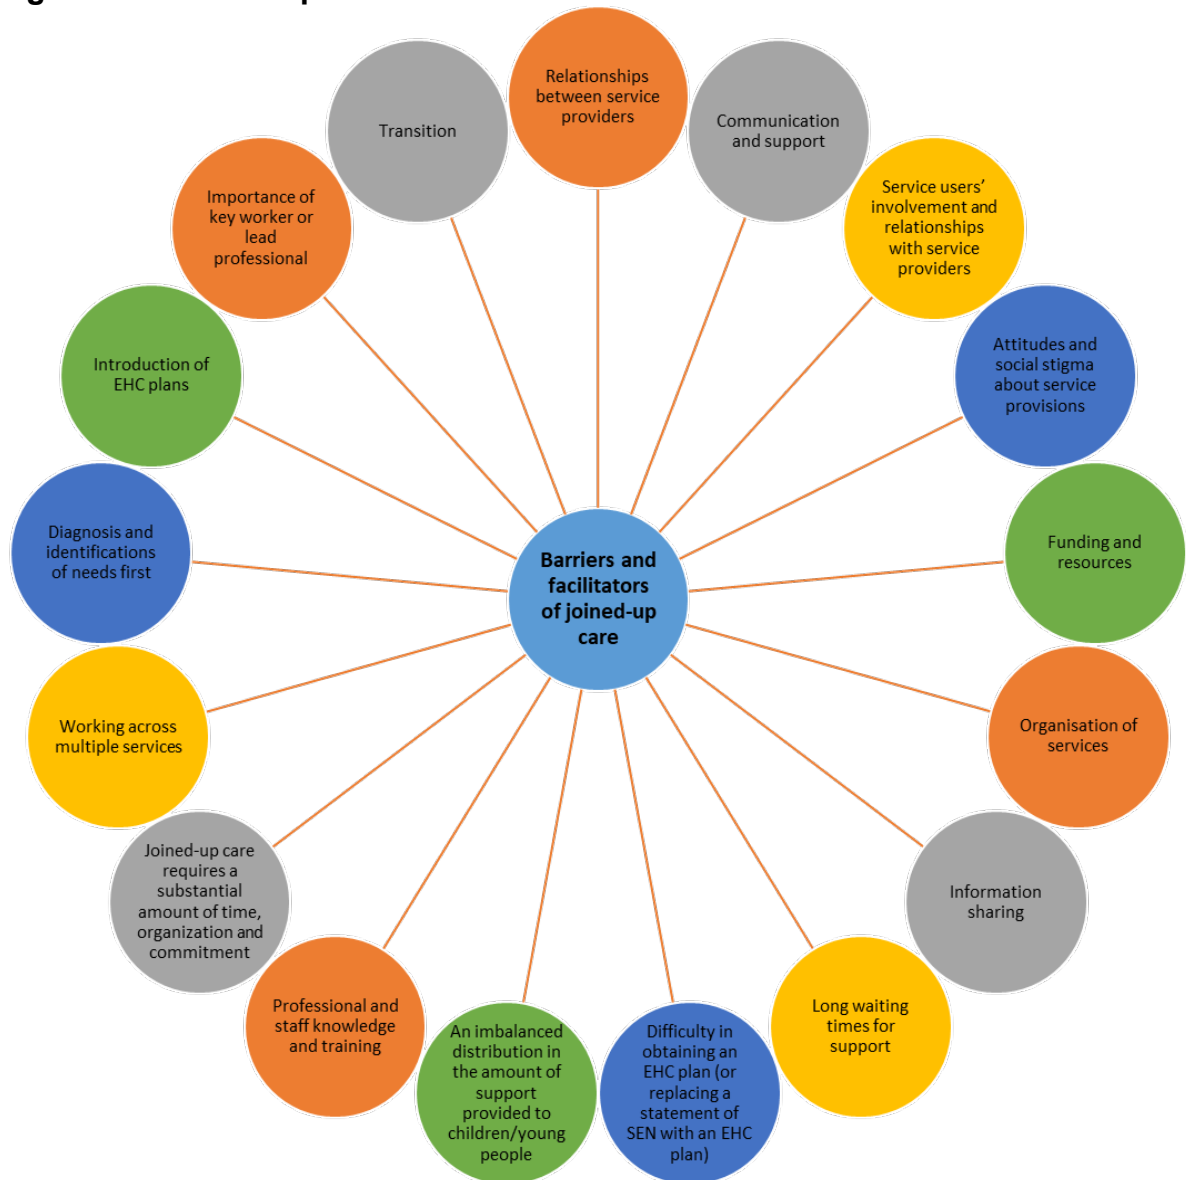 Relationships
between service
providers
Communication
and support
Service users’
involvement and
relationships
with service
providers
Attitudes and
social stigma
about service
provisions
Funding and
resources
Organisation of
services
Information
sharing
Long waiting
times for
support
Difficulty in
obtaining an
EHC plan (or
replacing a
statement of
SEN with an EHC
plan)
An imbalanced
distribution in
the amount of
support
provided to
children/young
people
Professional and
staff knowledge
and training
Joined-up care
requires a
substantial
amount of time,
organization and
commitment
Working across
multiple services
Diagnosis and
identifications
of needs first
Introduction of
EHC plans
Importance of
key worker or
lead
professional
Transition
Barriers and
facilitators
of joined-up
care